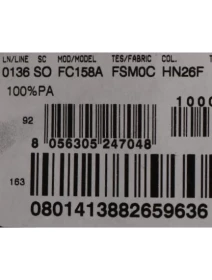 LN/LINE SC MOD/MODEL TES/FABRIC COL. T
0136 SO FC158A FSM0C HN26F
100%PA
1000
92
8 056305 247048
163
0801413882659636